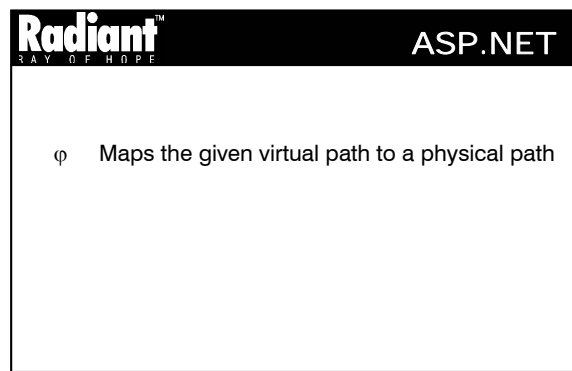 Radiant™
RAY OF HOPE
ASP.NET
φ Maps the given virtual path to a physical path